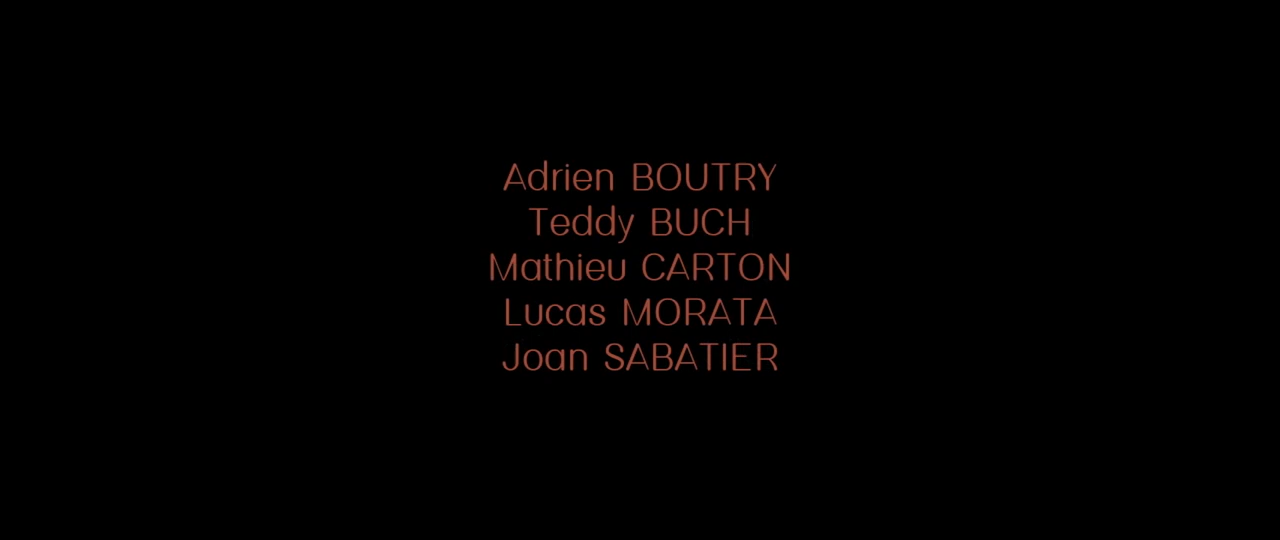 Adrien BOUTRY
Teddy BUCH
Mathieu CARTON
Lucas MORATA
Joan SABATIER